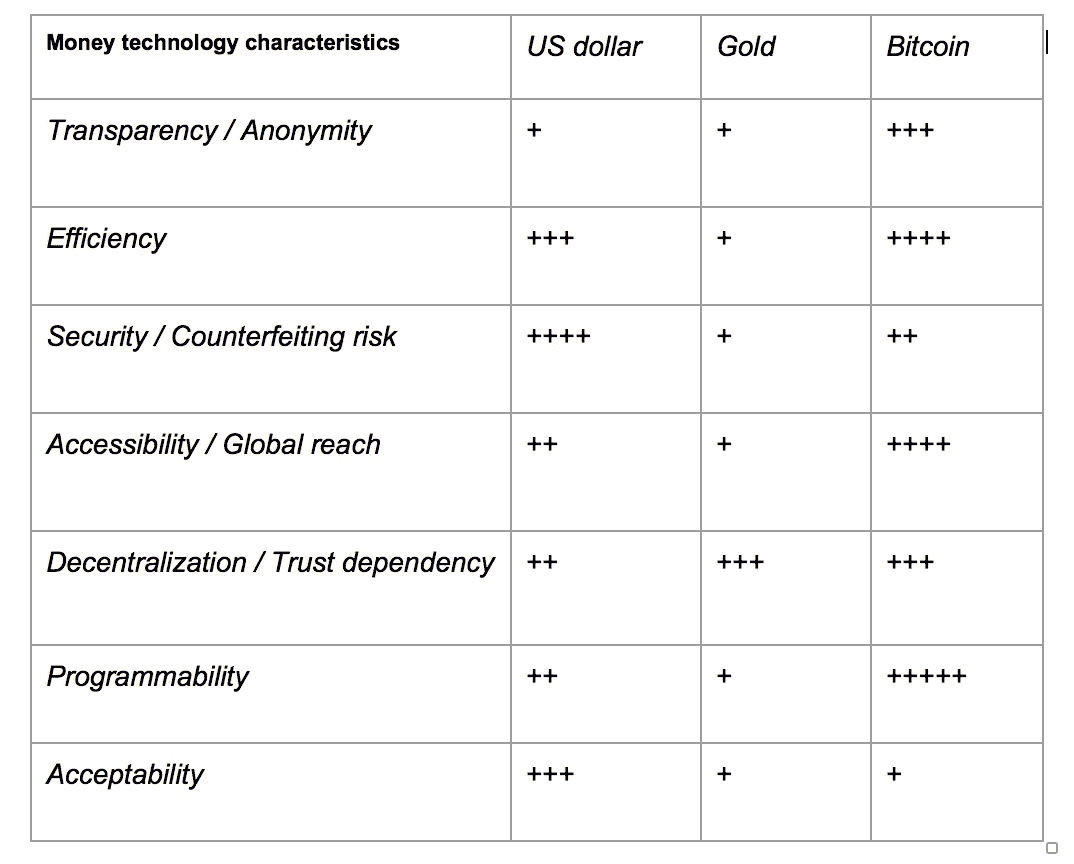 Money technology characteristics US dollar Gold Bitcoin
Transparency / Anonymity + + +++
Efficiency +++ + ++++
Security / Counterfeiting risk ++++ + ++
Accessibility / Global reach ++ + ++++
Decentralization / Trust dependency ++ +++ +++
Programmability ++ + +++++
Acceptability +++ + +